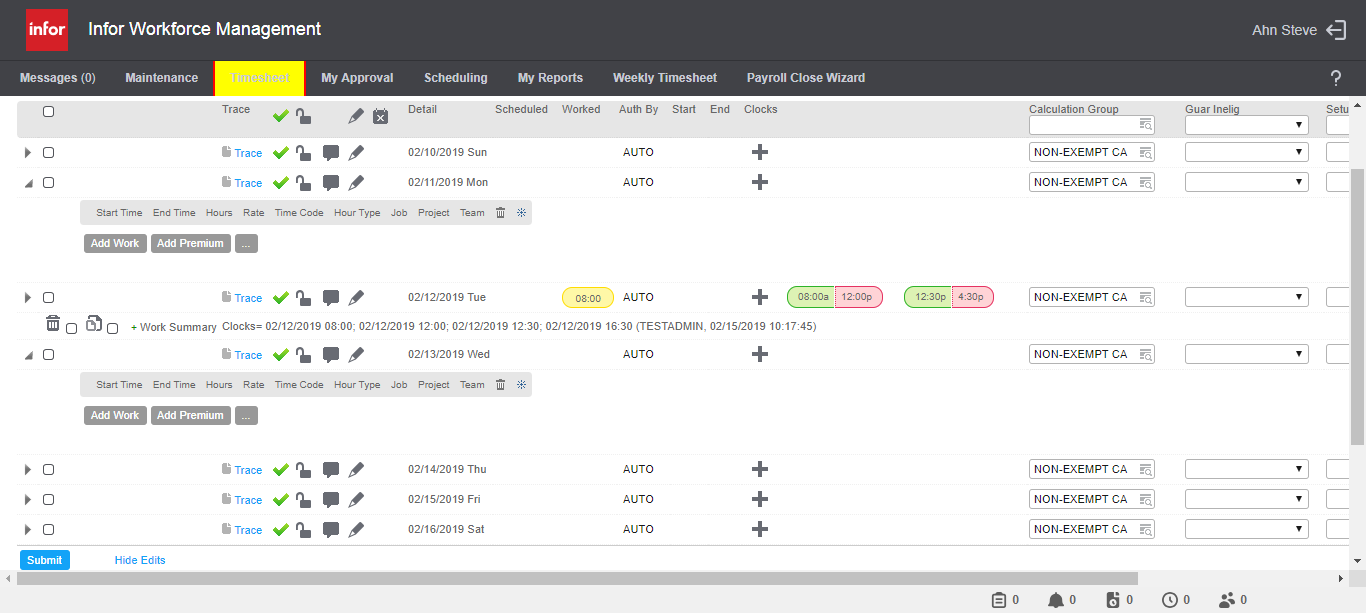 infor Infor Workforce Management Ahn Steve
Messages (0) Maintenance Timesheet My Approval Scheduling My Reports Weekly Timesheet Payroll Close Wizard ?
Trace Detail Scheduled Worked Auth By Start End Clocks Calculation Group Guar Inelig Setu
Trace 02/10/2019 Sun AUTO NON-EXEMPT CA
Trace 02/11/2019 Mon AUTO NON-EXEMPT CA
Start Time End Time Hours Rate Time Code Hour Type Job Project Team
Add Work Add Premium ...
Trace 02/12/2019 Tue 08:00 AUTO 08:00a 12:00p 12:30p 4:30p NON-EXEMPT CA
+ Work Summary Clocks= 02/12/2019 08:00; 02/12/2019 12:00; 02/12/2019 12:30; 02/12/2019 16:30 (TESTADMIN, 02/15/2019 10:17:45)
Trace 02/13/2019 Wed AUTO NON-EXEMPT CA
Start Time End Time Hours Rate Time Code Hour Type Job Project Team
Add Work Add Premium ...
Trace 02/14/2019 Thu AUTO NON-EXEMPT CA
Trace 02/15/2019 Fri AUTO NON-EXEMPT CA
Trace 02/16/2019 Sat AUTO NON-EXEMPT CA
Submit Hide Edits
0 0 0 0 0